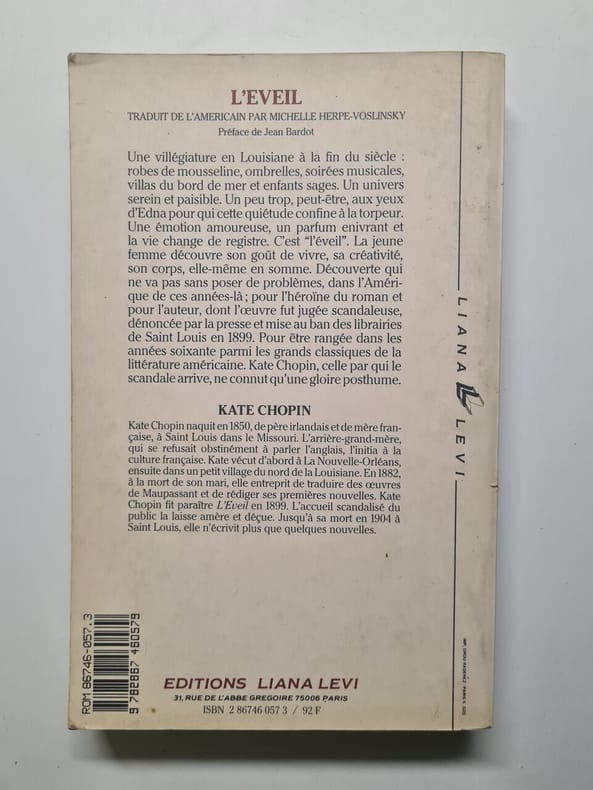 L'EVEIL
TRADUIT DE L'AMERICAIN PAR MICHELLE HERPE-VOSLINSKY
Préface de Jean Bardot
Une villégiature en Louisiane à la fin du siècle :
robes de mousseline, ombrelles, soirées musicales,
villas du bord de mer et enfants sages. Un univers
serein et paisible. Un peu trop, peut-être, aux yeux
d'Edna pour qui cette quiétude confine à la torpeur.
Une émotion amoureuse, un parfum enivrant et
la vie change de registre. C'est "l'éveil". La jeune
femme découvre son goût de vivre, sa créativité,
son corps, elle-même en somme. Découverte qui
ne va pas sans poser de problèmes, dans l'Améri-
que de ces années-là ; pour l'héroïne du roman et
pour l'auteur, dont l'œuvre fut jugée scandaleuse,
dénoncée par la presse et mise au ban des librairies
de Saint Louis en 1899. Pour être rangée dans les
années soixante parmi les grands classiques de la
littérature américaine. Kate Chopin, celle par qui le
scandale arrive, ne connut qu'une gloire posthume.
KATE CHOPIN
Kate Chopin naquit en 1850, de père irlandais et de mère fran-
çaise, à Saint Louis dans le Missouri. L'arrière-grand-mère,
qui se refusait obstinément à parler l'anglais, l'initia à la
culture française. Kate vécut d'abord à La Nouvelle-Orléans,
ensuite dans un petit village du nord de la Louisiane. En 1882,
à la mort de son mari, elle entreprit de traduire des œuvres
de Maupassant et de rédiger ses premières nouvelles. Kate
Chopin fit paraître L'Eveil en 1899. L'accueil scandalisé du
public la laisse amère et déçue. Jusqu'à sa mort en 1904 à
Saint Louis, elle n'écrivit plus que quelques nouvelles.
LIANA LEVI
ROM 86746-057.3
9 782867 460579
EDITIONS LIANA LEVI
31, RUE DE L'ABBE GREGOIRE 75006 PARIS
ISBN 2 86746 057 3 / 92 F